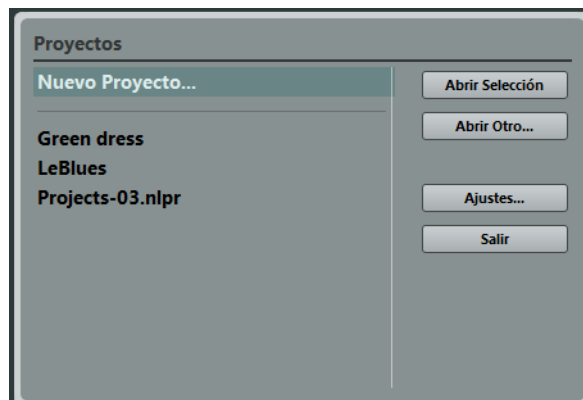 Proyectos
Nuevo Proyecto...
Green dress
LeBlues
Projects-03.nlpr
Abrir Selección
Abrir Otro...
Ajustes...
Salir